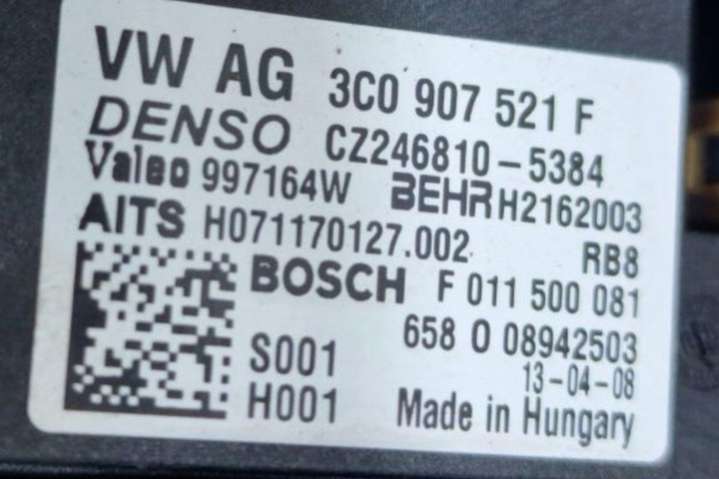 VW AG 3C0 907 521 F
DENSO CZ246810-5384
Valeo 997164W BEHR H2162003
AITS H071170127.002 RB8
BOSCH F 011 500 081
658 0 08942503
S001 13-04-08
H001 Made in Hungary